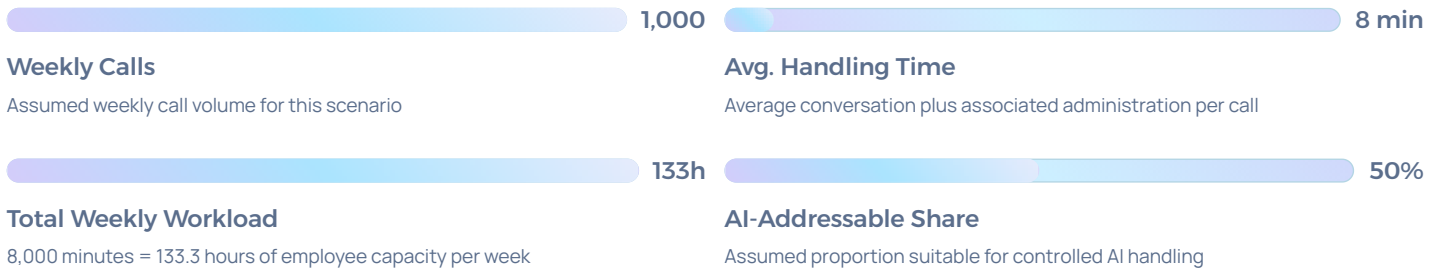 1,000
Weekly Calls
Assumed weekly call volume for this scenario
8 min
Avg. Handling Time
Average conversation plus associated administration per call
133h
Total Weekly Workload
8,000 minutes = 133.3 hours of employee capacity per week
50%
AI-Addressable Share
Assumed proportion suitable for controlled AI handling